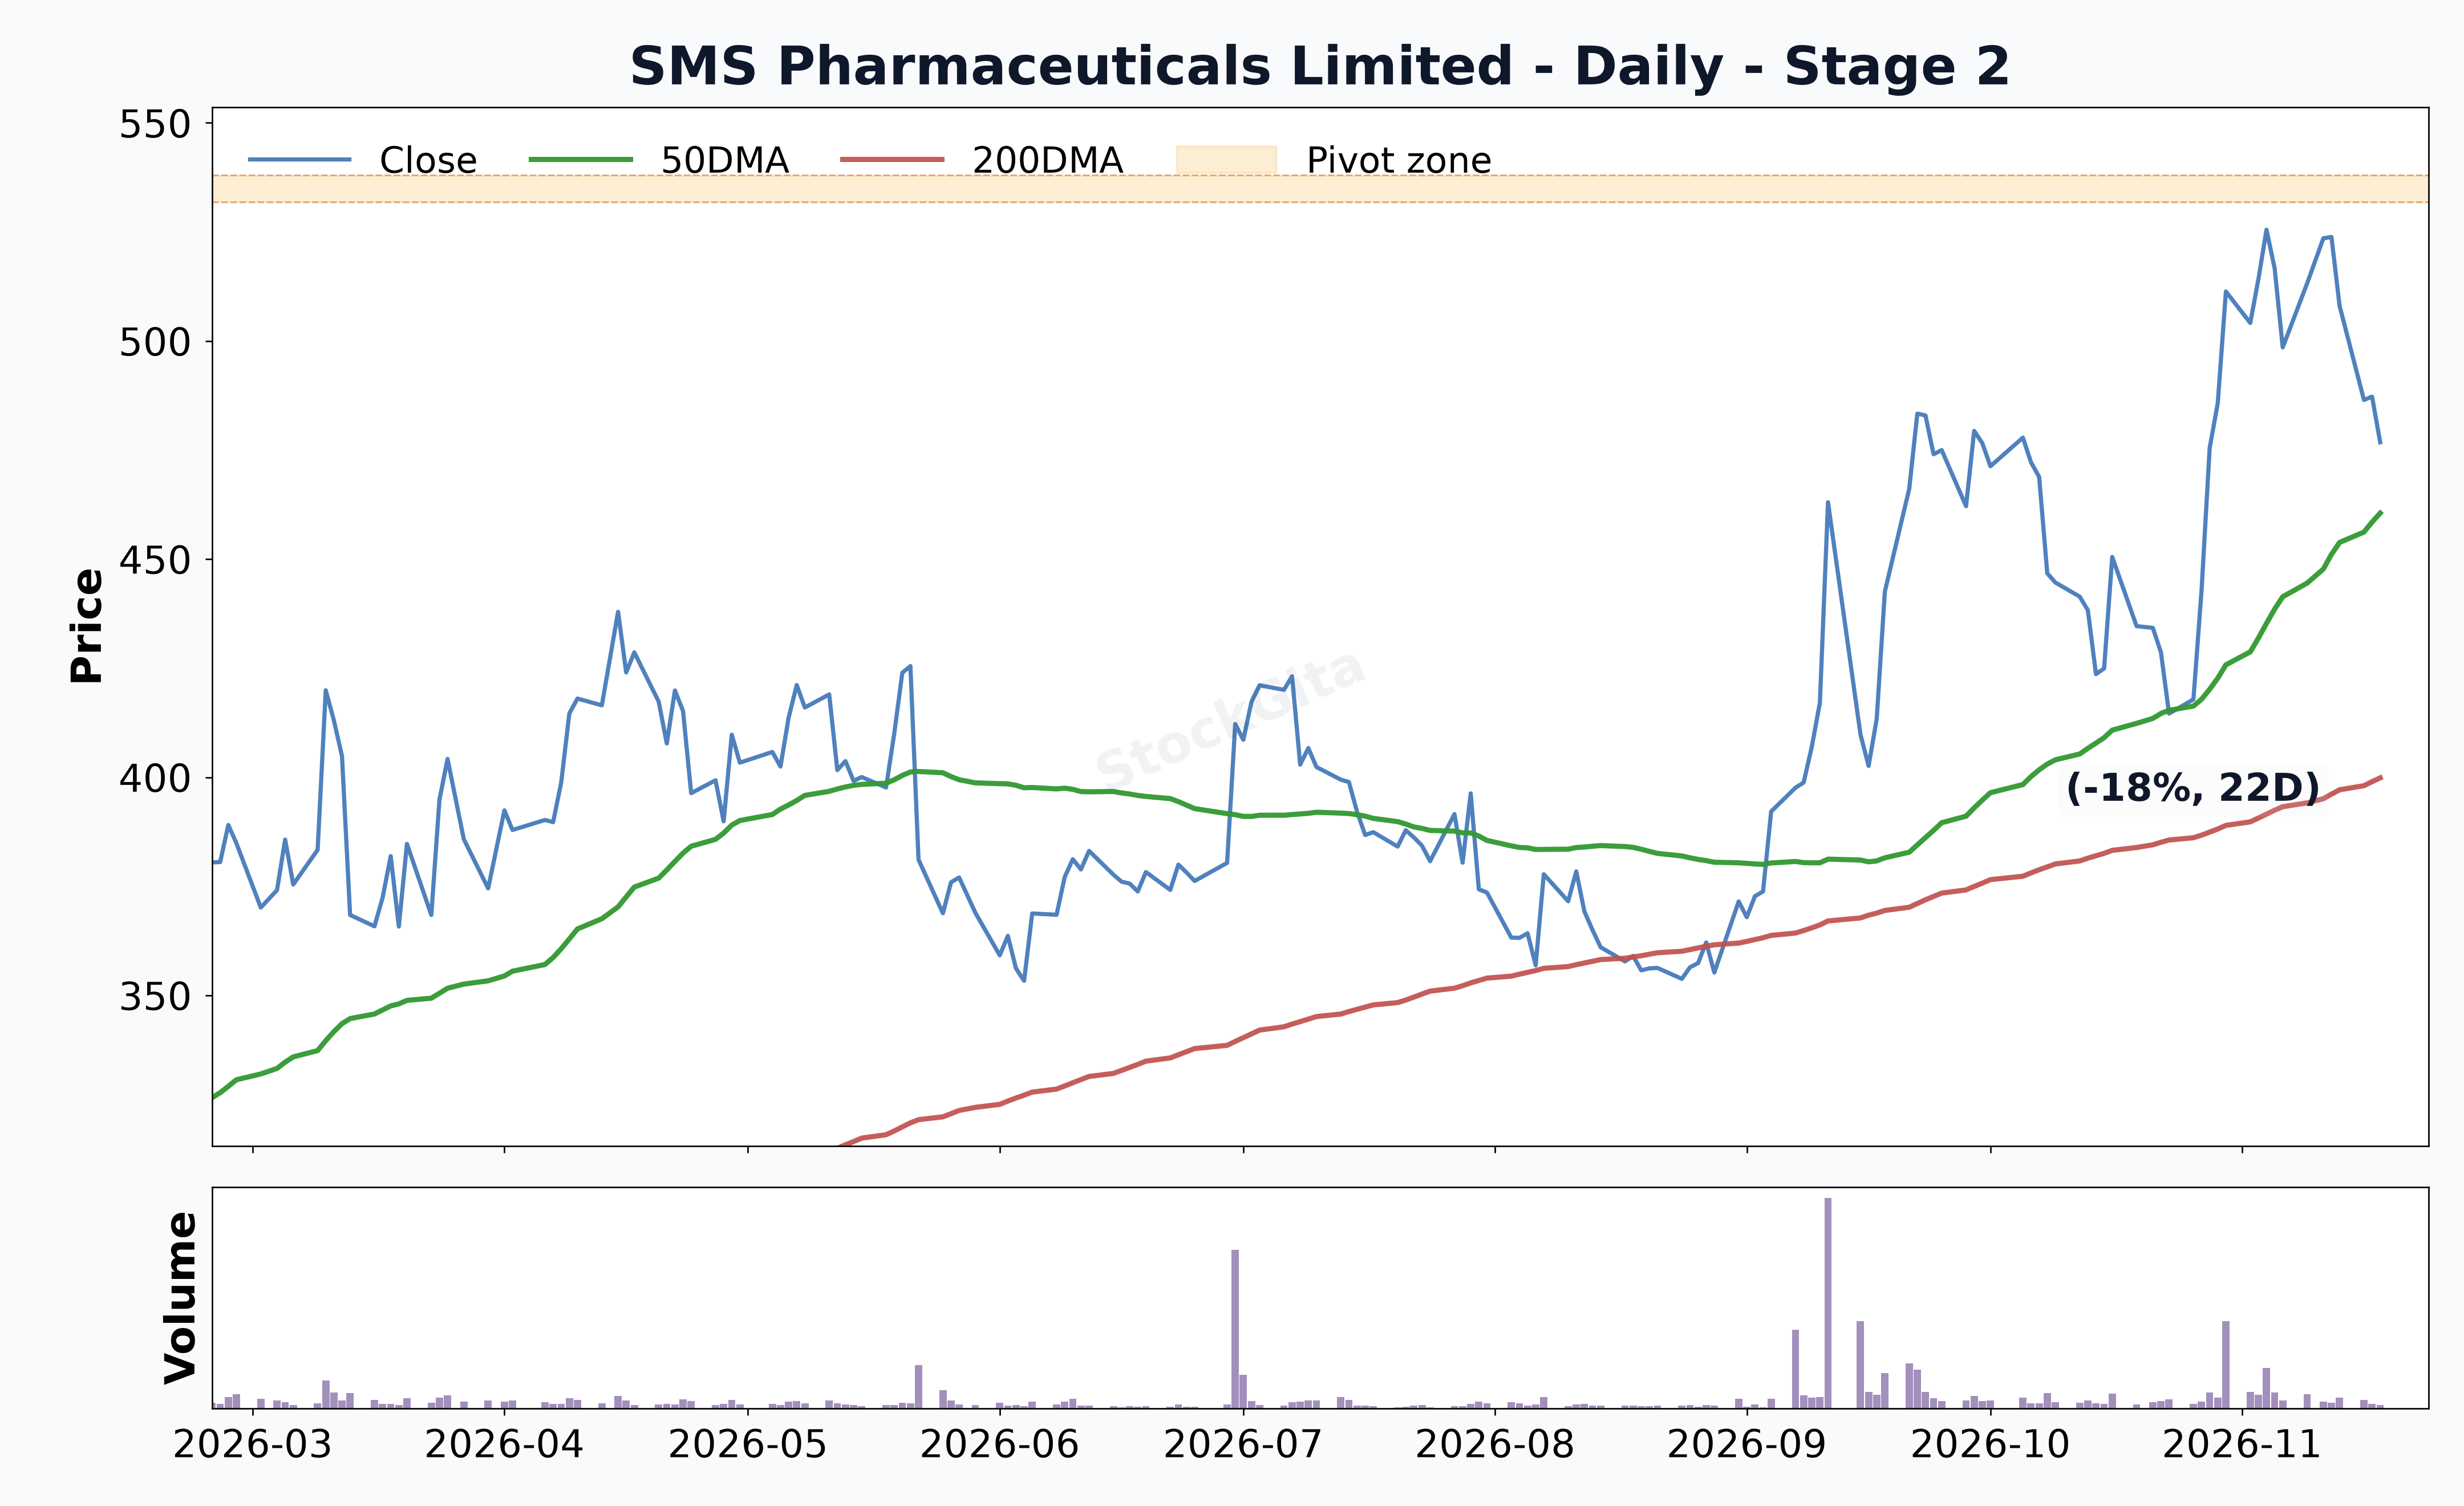 SMS Pharmaceuticals Limited - Daily - Stage 2
Close 50DMA 200DMA Pivot zone
550
500
450
400
350
Price
StockGita
(-18%, 22D)
Volume
2026-03 2026-04 2026-05 2026-06 2026-07 2026-08 2026-09 2026-10 2026-11